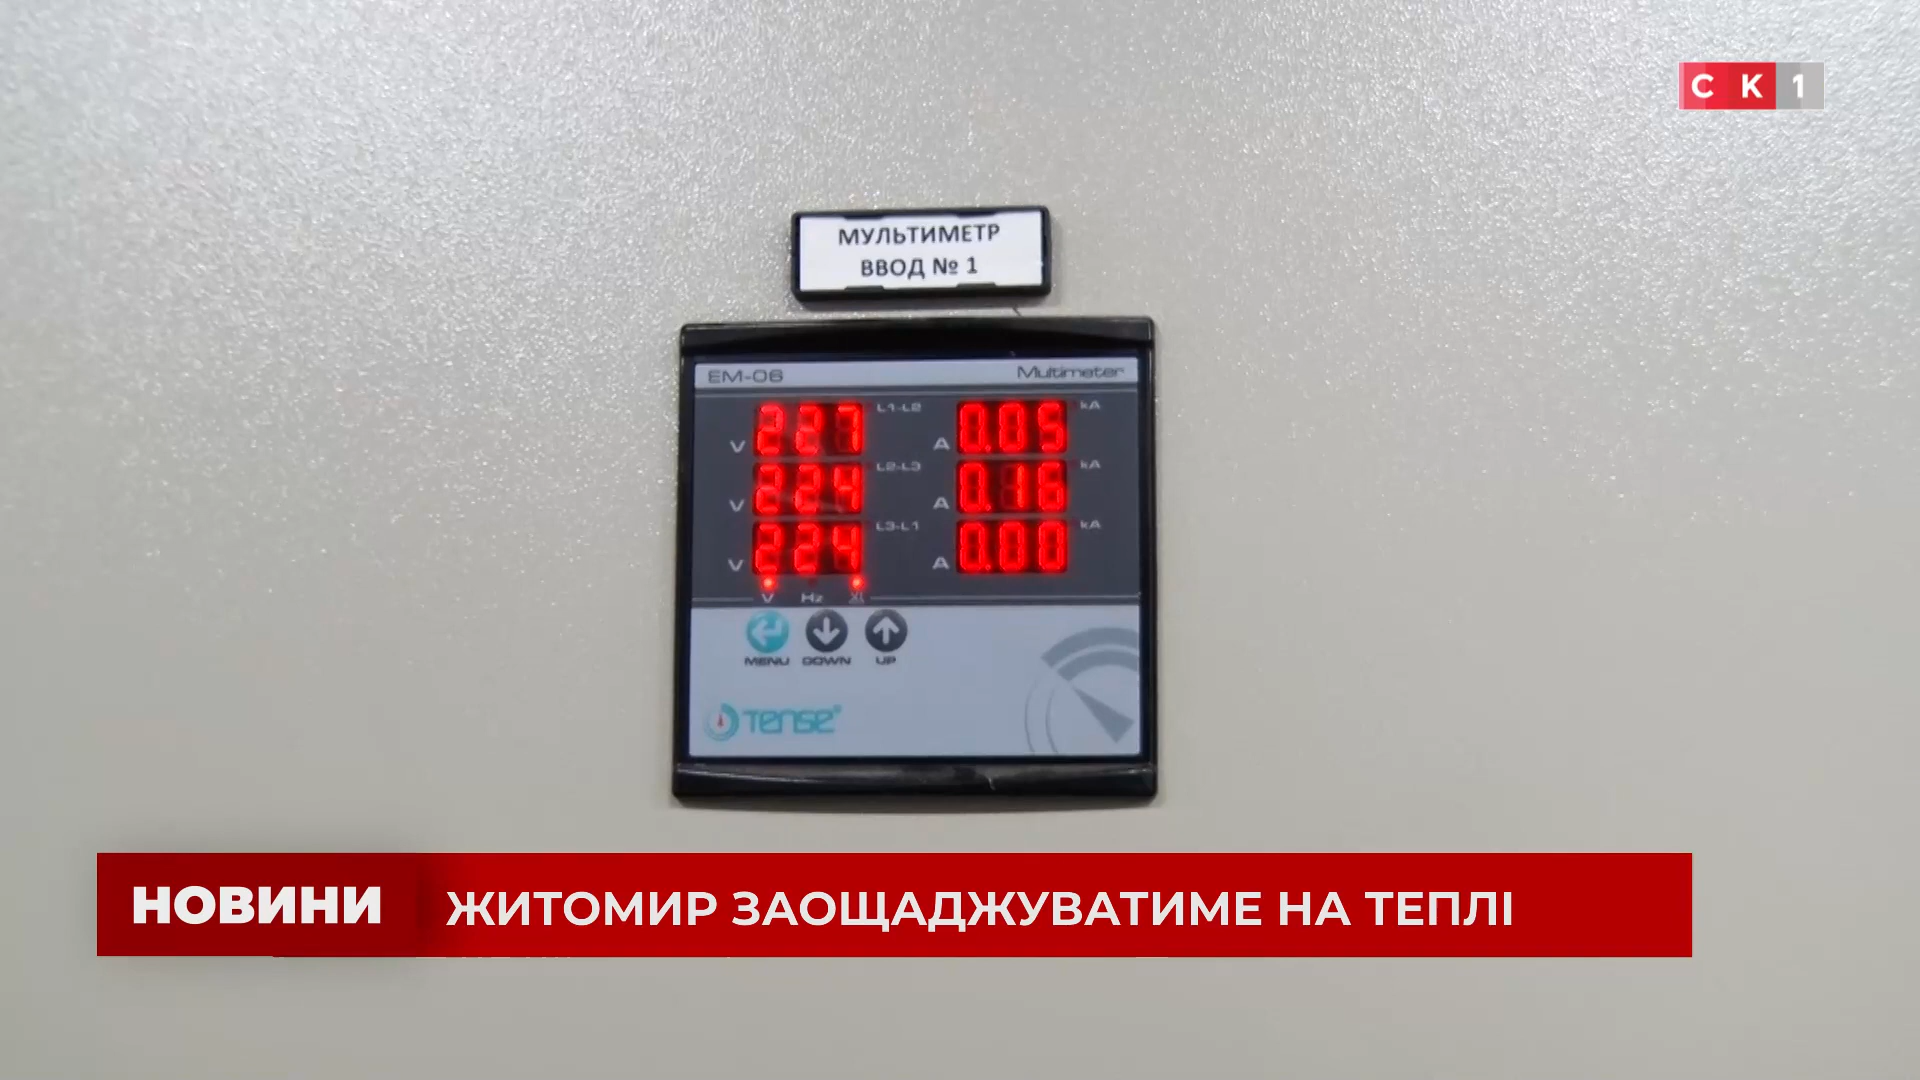 СК1
МУЛЬТИМЕТР
ВВОД № 1
EM-06 Multimeter
V 227 L1-L2 A 0.05 kA
V 224 L2-L3 A 0.16 kA
V 224 L3-L1 A 0.00 kA
V Hz
MENU DOWN UP
TENSE®
НОВИНИ ЖИТОМИР ЗАОЩАДЖУВАТИМЕ НА ТЕПЛІ